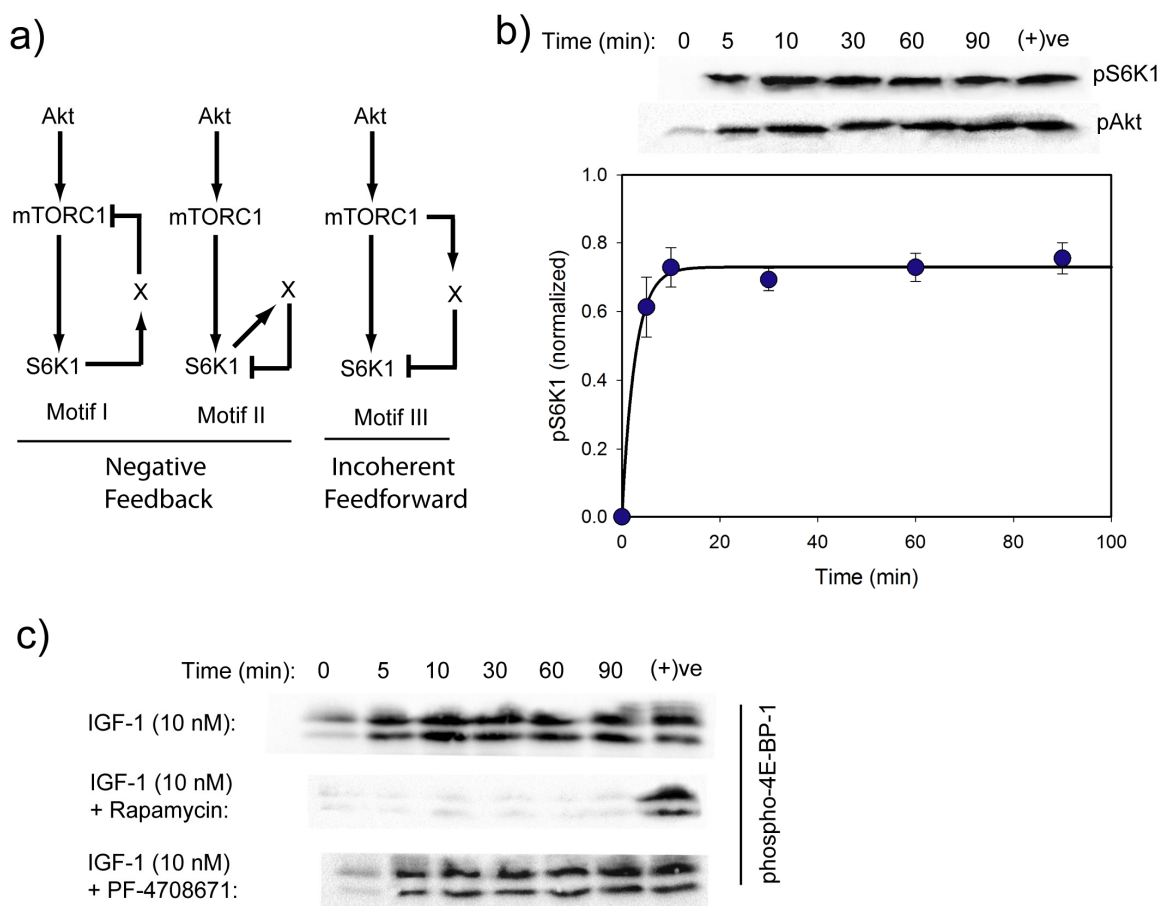 a)
Akt
mTORC1
X
S6K1
Motif I
Akt
mTORC1
X
S6K1
Motif II
Negative
Feedback
Akt
mTORC1
X
S6K1
Motif III
Incoherent
Feedforward
b)
Time (min): 0 5 10 30 60 90 (+)ve
pS6K1
pAkt
pS6K1 (normalized)
1.0
0.8
0.6
0.4
0.2
0.0
0 20 40 60 80 100
Time (min)
c)
Time (min): 0 5 10 30 60 90 (+)ve
IGF-1 (10 nM):
IGF-1 (10 nM)
+ Rapamycin:
IGF-1 (10 nM)
+ PF-4708671:
phospho-4E-BP-1